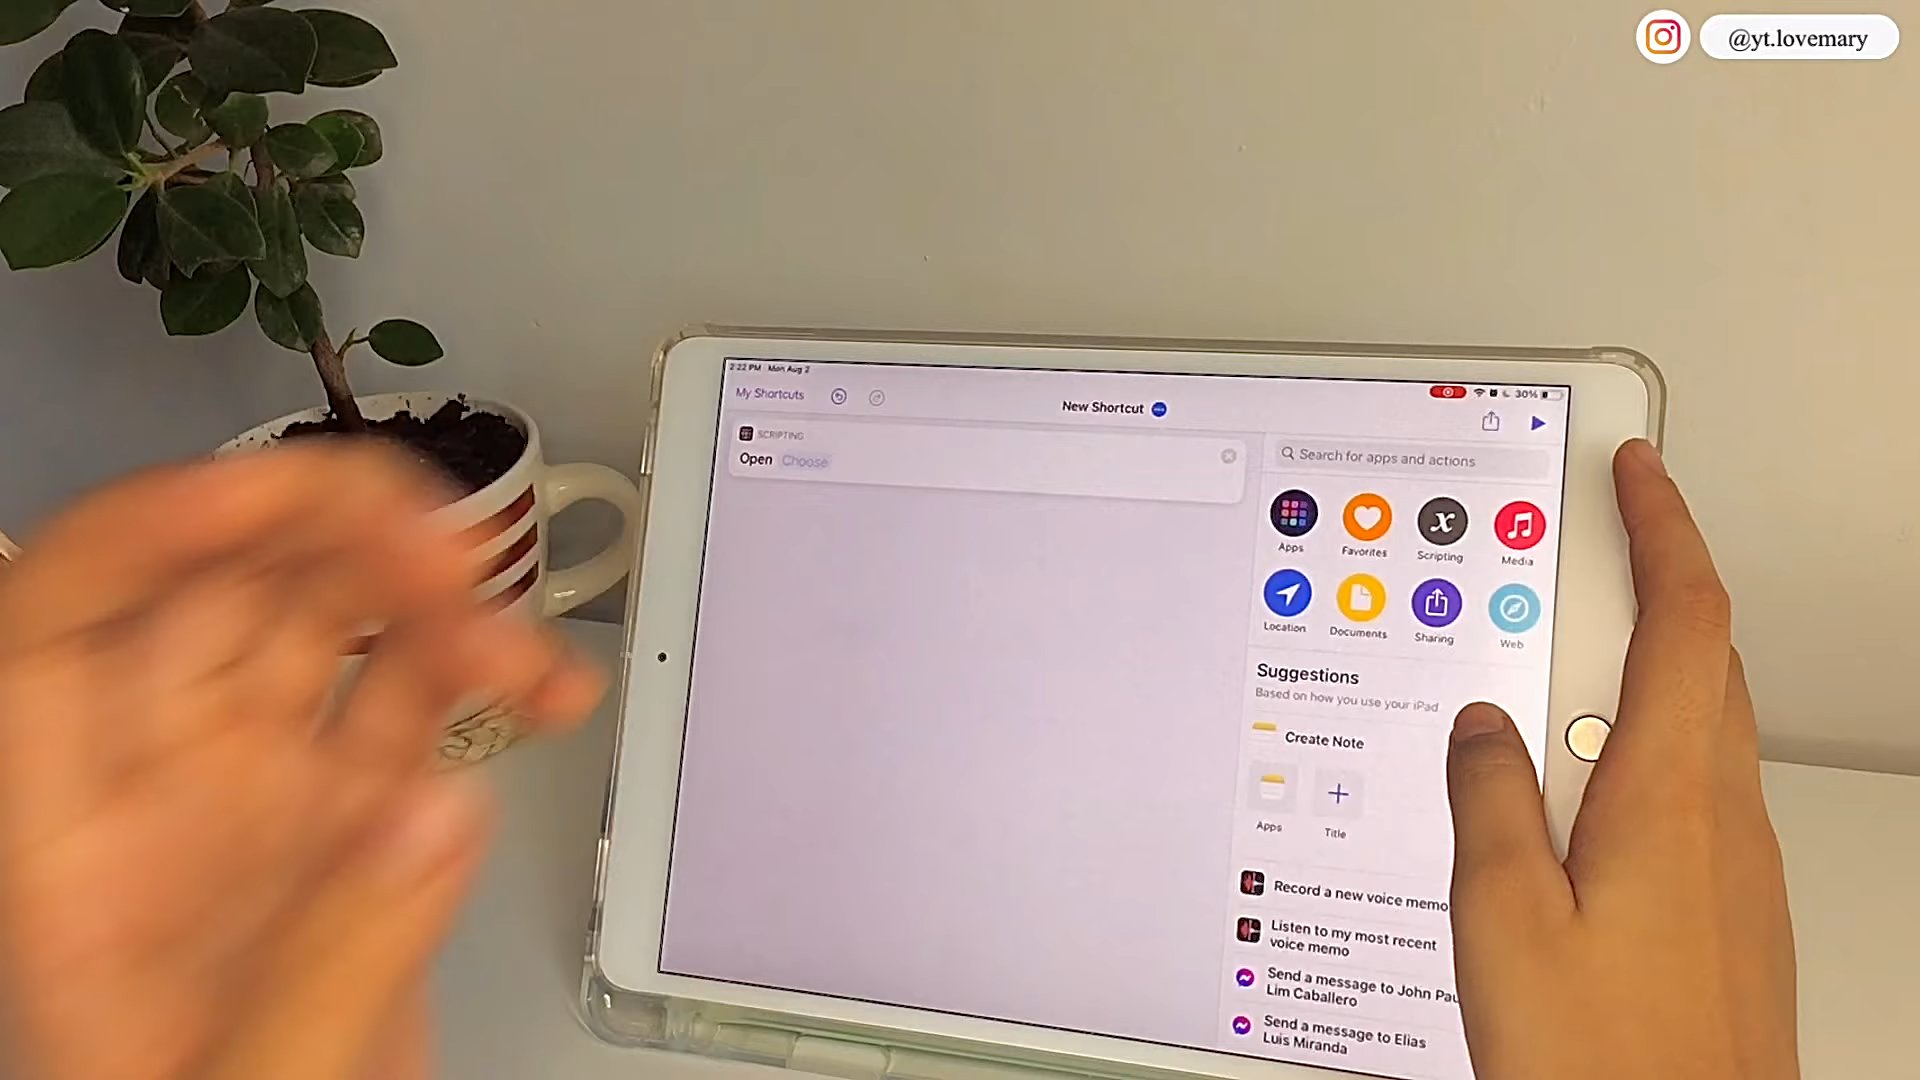 @yt.lovemary
2:22 PM Mon Aug 2
30%
My Shortcuts
New Shortcut
SCRIPTING
Open Choose
Search for apps and actions
Apps
Favorites
Scripting
Media
Location
Documents
Sharing
Web
Suggestions
Based on how you use your iPad
Create Note
Apps
Title
Record a new voice memo
Listen to my most recent
voice memo
Send a message to John Pau
Lim Caballero
Send a message to Elias
Luis Miranda